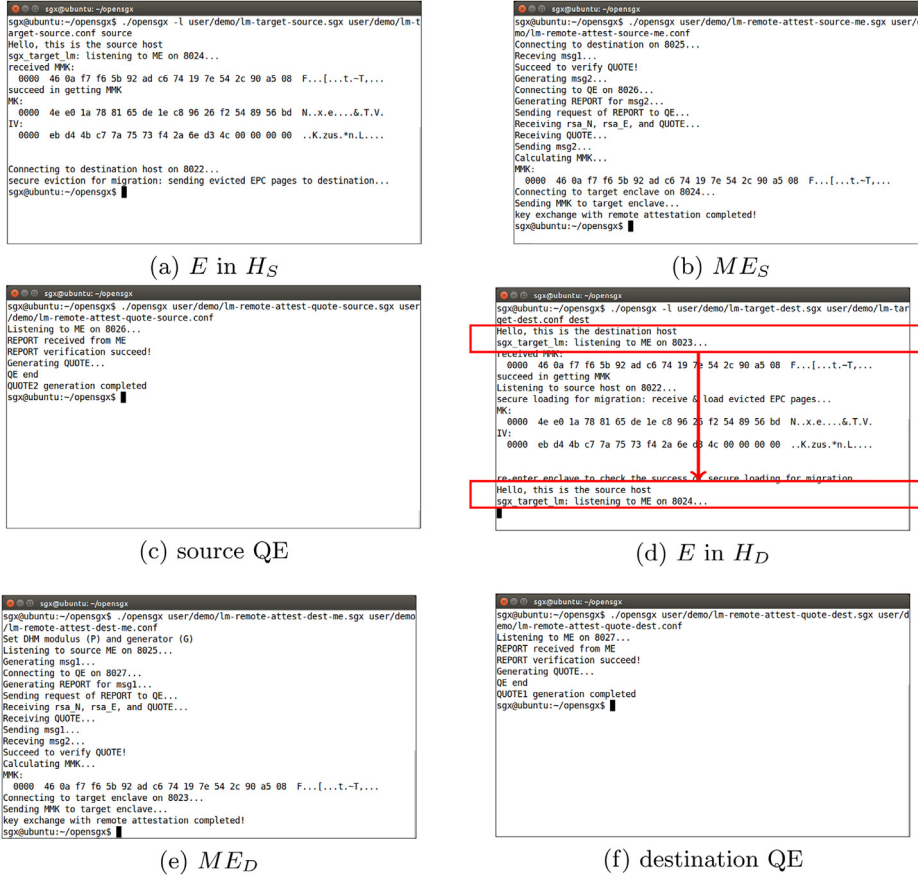 sgx@ubuntu: ~/opensgx
sgx@ubuntu:~/opensgx$ ./opensgx -l user/demo/lm-target-source.sgx user/demo/lm-t
arget-source.conf source
Hello, this is the source host
sgx_target_lm: listening to ME on 8024...
received MMK:
0000 46 0a f7 f6 5b 92 ad c6 74 19 7e 54 2c 90 a5 08 F...[...t.~T,...
succeed in getting MMK
MK:
0000 4e e0 1a 78 81 65 de 1e c8 96 26 f2 54 89 56 bd N..x.e....&.T.V.
IV:
0000 eb d4 4b c7 7a 75 73 f4 2a 6e d3 4c 00 00 00 00 ..K.zus.*n.L....
Connecting to destination host on 8022...
secure eviction for migration: sending evicted EPC pages to destination...
sgx@ubuntu:~/opensgx$
(a) E in H_S
sgx@ubuntu: ~/opensgx
sgx@ubuntu:~/opensgx$ ./opensgx user/demo/lm-remote-attest-source-me.sgx user/de
mo/lm-remote-attest-source-me.conf
Connecting to destination on 8025...
Receving msg1...
Succeed to verify QUOTE!
Generating msg2...
Connecting to QE on 8026...
Generating REPORT for msg2...
Sending request of REPORT to QE...
Receiving rsa_N, rsa_E, and QUOTE...
Receiving QUOTE...
Sending msg2...
Calculating MMK...
MMK:
0000 46 0a f7 f6 5b 92 ad c6 74 19 7e 54 2c 90 a5 08 F...[...t.~T,...
Connecting to target enclave on 8024...
Sending MMK to target enclave...
key exchange with remote attestation completed!
sgx@ubuntu:~/opensgx$
(b) ME_S
sgx@ubuntu: ~/opensgx
sgx@ubuntu:~/opensgx$ ./opensgx user/demo/lm-remote-attest-quote-source.sgx user
/demo/lm-remote-attest-quote-source.conf
Listening to ME on 8026...
REPORT received from ME
REPORT verification succeed!
Generating QUOTE...
QE end
QUOTE2 generation completed
sgx@ubuntu:~/opensgx$
(c) source QE
sgx@ubuntu: ~/opensgx
sgx@ubuntu:~/opensgx$ ./opensgx -l user/demo/lm-target-dest.sgx user/demo/lm-tar
get-dest.conf dest
Hello, this is the destination host
sgx_target_lm: listening to ME on 8023...
received MMK:
0000 46 0a f7 f6 5b 92 ad c6 74 19 7e 54 2c 90 a5 08 F...[...t.~T,...
succeed in getting MMK
Listening to source host on 8022...
secure loading for migration: receive & load evicted EPC pages...
MK:
0000 4e e0 1a 78 81 65 de 1e c8 96 26 f2 54 89 56 bd N..x.e....&.T.V.
IV:
0000 eb d4 4b c7 7a 75 73 f4 2a 6e d3 4c 00 00 00 00 ..K.zus.*n.L....
re-enter enclave to check the success of secure loading for migration
Hello, this is the source host
sgx_target_lm: listening to ME on 8024...
(d) E in H_D
sgx@ubuntu: ~/opensgx
sgx@ubuntu:~/opensgx$ ./opensgx user/demo/lm-remote-attest-dest-me.sgx user/demo
/lm-remote-attest-dest-me.conf
Set DHM modulus (P) and generator (G)
Listening to source ME on 8025...
Generating msg1...
Connecting to QE on 8027...
Generating REPORT for msg1...
Sending request of REPORT to QE...
Receiving rsa_N, rsa_E, and QUOTE...
Receiving QUOTE...
Sending msg1...
Receving msg2...
Succeed to verify QUOTE!
Calculating MMK...
MMK:
0000 46 0a f7 f6 5b 92 ad c6 74 19 7e 54 2c 90 a5 08 F...[...t.~T,...
Connecting to target enclave on 8023...
Sending MMK to target enclave...
key exchange with remote attestation completed!
sgx@ubuntu:~/opensgx$
(e) ME_D
sgx@ubuntu: ~/opensgx
sgx@ubuntu:~/opensgx$ ./opensgx user/demo/lm-remote-attest-quote-dest.sgx user/d
emo/lm-remote-attest-quote-dest.conf
Listening to ME on 8027...
REPORT received from ME
REPORT verification succeed!
Generating QUOTE...
QE end
QUOTE1 generation completed
sgx@ubuntu:~/opensgx$
(f) destination QE